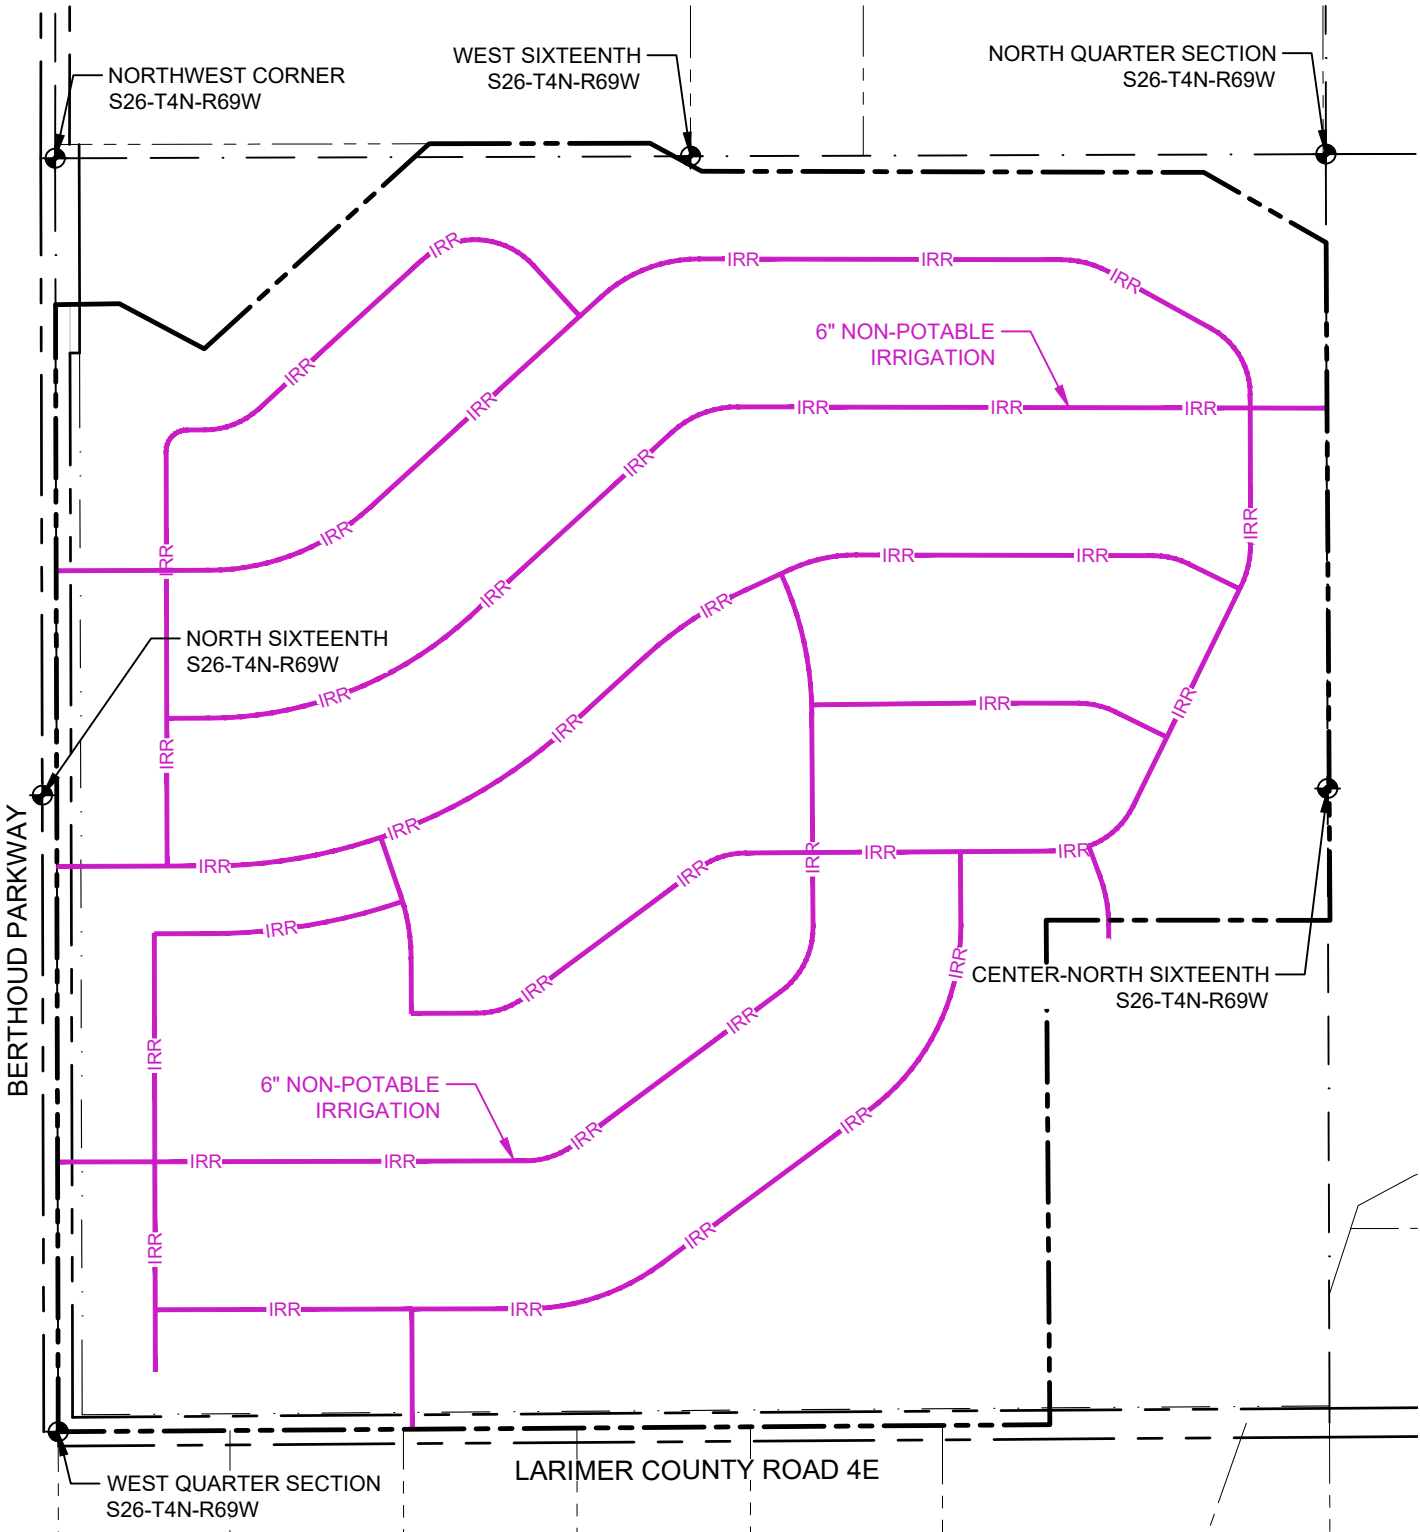 WEST SIXTEENTH
S26-T4N-R69W
NORTH QUARTER SECTION
S26-T4N-R69W
NORTHWEST CORNER
S26-T4N-R69W
IRR
IRR
IRR
IRR
6" NON-POTABLE
IRRIGATION
IRR
IRR
IRR
IRR
IRR
IRR
IRR
IRR
IRR
IRR
IRR
IRR
IRR
IRR
NORTH SIXTEENTH
S26-T4N-R69W
IRR
IRR
IRR
IRR
IRR
IRR
IRR
IRR
IRR
IRR
IRR
BERTHOUD PARKWAY
IRR
IRR
IRR
CENTER-NORTH SIXTEENTH
S26-T4N-R69W
IRR
IRR
6" NON-POTABLE
IRRIGATION
IRR
IRR
IRR
IRR
IRR
IRR
IRR
IRR
LARIMER COUNTY ROAD 4E
WEST QUARTER SECTION
S26-T4N-R69W